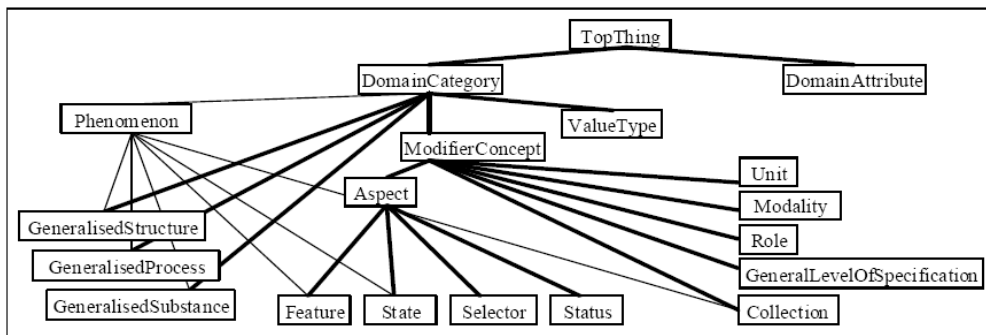 TopThing
DomainCategory
DomainAttribute
Phenomenon
ValueType
ModifierConcept
Unit
Aspect
Modality
GeneralisedStructure
Role
GeneralisedProcess
GeneralLevelOfSpecification
GeneralisedSubstance
Feature
State
Selector
Status
Collection